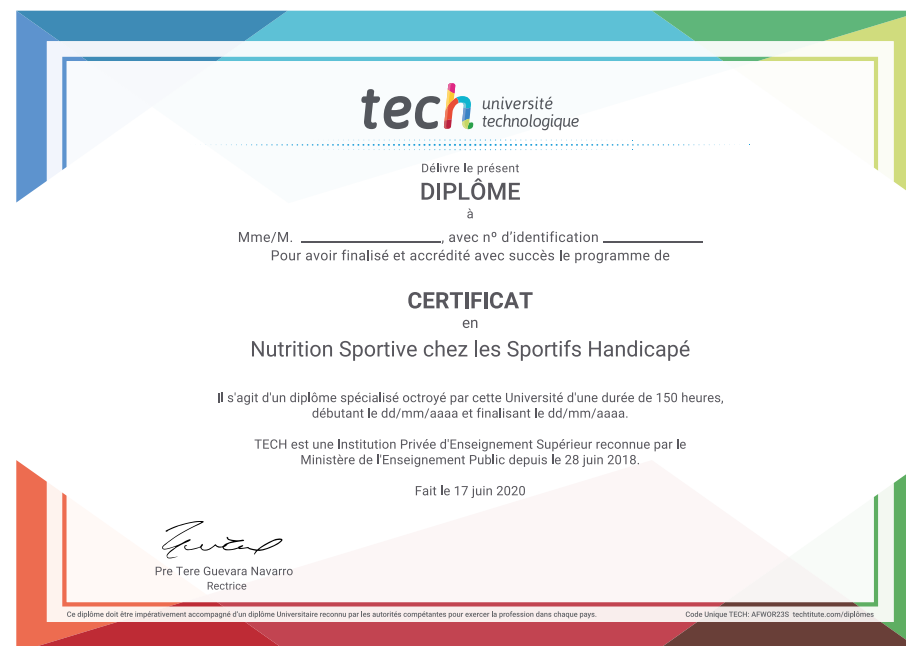 tech université
technologique
Délivre le présent
DIPLÔME
à
Mme/M. ____________________, avec nº d'identification ______________
Pour avoir finalisé et accrédité avec succès le programme de
CERTIFICAT
en
Nutrition Sportive chez les Sportifs Handicapé
Il s'agit d'un diplôme spécialisé octroyé par cette Université d'une durée de 150 heures,
débutant le dd/mm/aaaa et finalisant le dd/mm/aaaa.
TECH est une Institution Privée d'Enseignement Supérieur reconnue par le
Ministère de l'Enseignement Public depuis le 28 juin 2018.
Fait le 17 juin 2020
Pre Tere Guevara Navarro
Rectrice
Ce diplôme doit être impérativement accompagné d'un diplôme Universitaire reconnu par les autorités compétantes pour exercer la profession dans chaque pays.
Code Unique TECH: AFWOR23S techtitute.com/diplômes